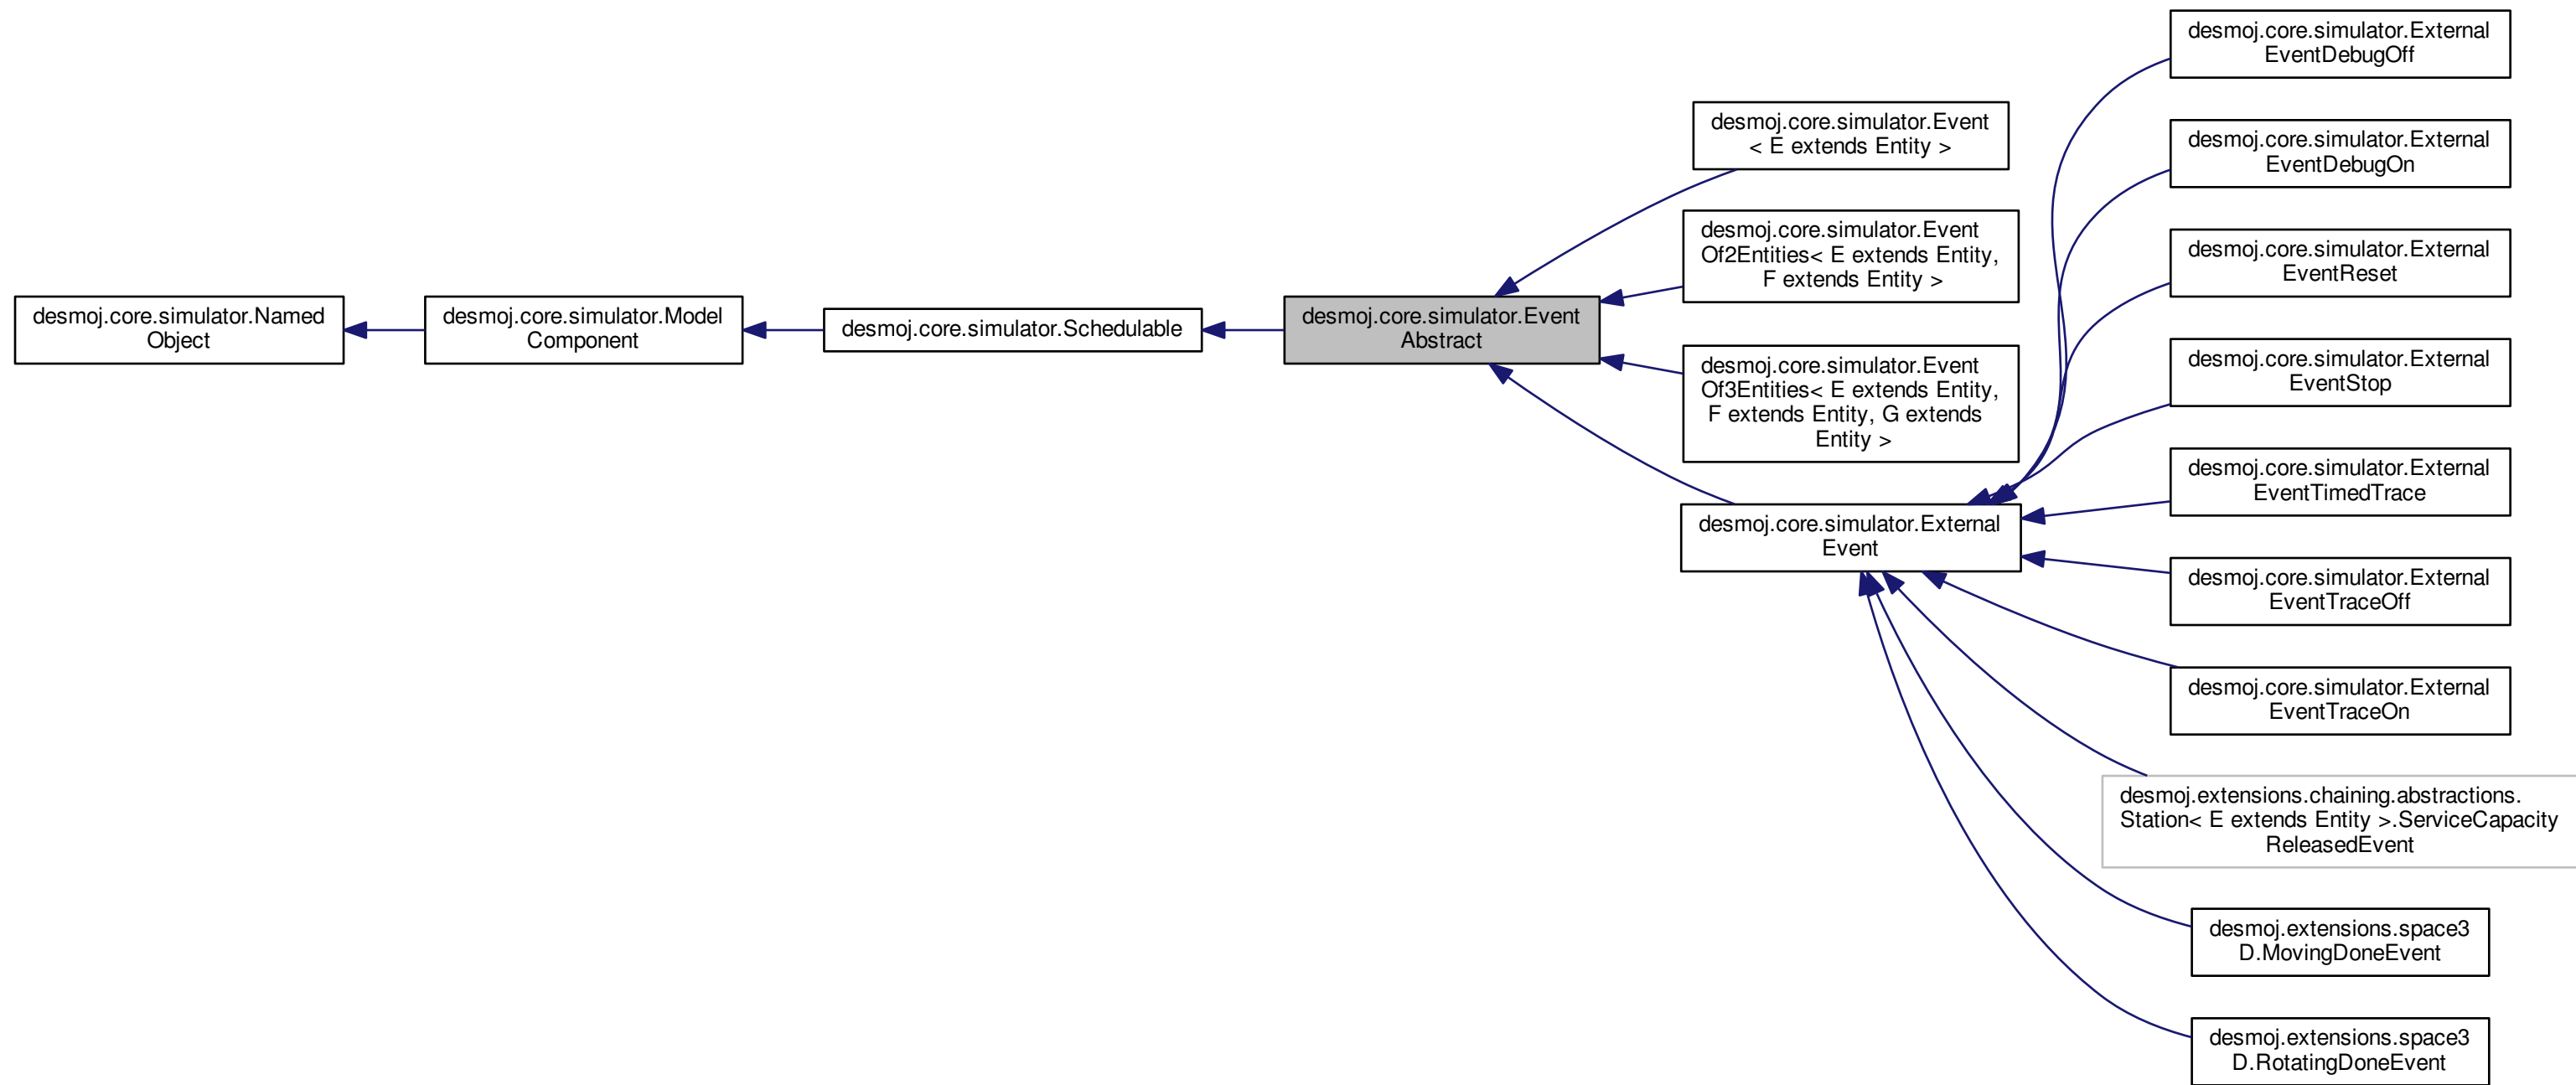 desmoj.core.simulator.Named
Object
desmoj.core.simulator.Model
Component
desmoj.core.simulator.Schedulable
desmoj.core.simulator.Event
Abstract
desmoj.core.simulator.Event
< E extends Entity >
desmoj.core.simulator.Event
Of2Entities< E extends Entity,
F extends Entity >
desmoj.core.simulator.Event
Of3Entities< E extends Entity,
F extends Entity, G extends
Entity >
desmoj.core.simulator.External
Event
desmoj.core.simulator.External
EventDebugOff
desmoj.core.simulator.External
EventDebugOn
desmoj.core.simulator.External
EventReset
desmoj.core.simulator.External
EventStop
desmoj.core.simulator.External
EventTimedTrace
desmoj.core.simulator.External
EventTraceOff
desmoj.core.simulator.External
EventTraceOn
desmoj.extensions.chaining.abstractions.
Station< E extends Entity >.ServiceCapacity
ReleasedEvent
desmoj.extensions.space3
D.MovingDoneEvent
desmoj.extensions.space3
D.RotatingDoneEvent